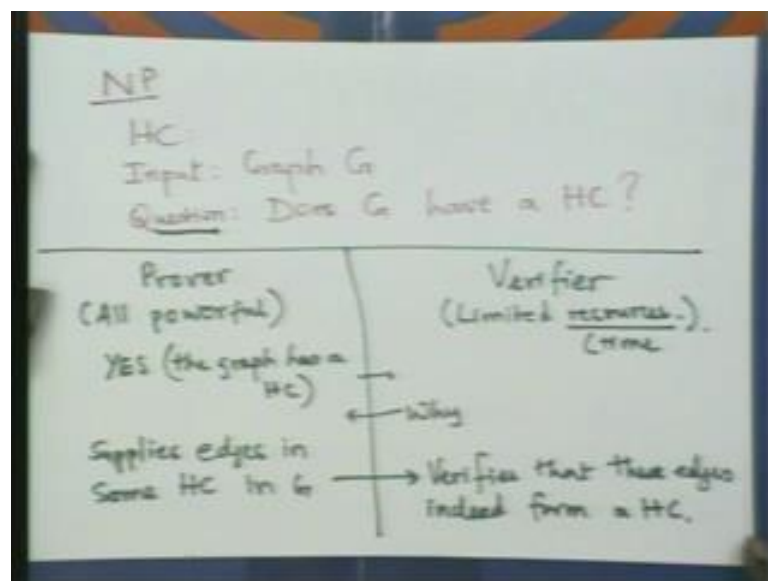 NP
HC
Input: Graph G
Question: Does G have a HC?
Prover
(All powerful)
YES (the graph has a
HC)
Supplies edges in
Some HC in G
Verifier
(Limited resources.).
(time
Why
Verifies that these edges
indeed form a HC.